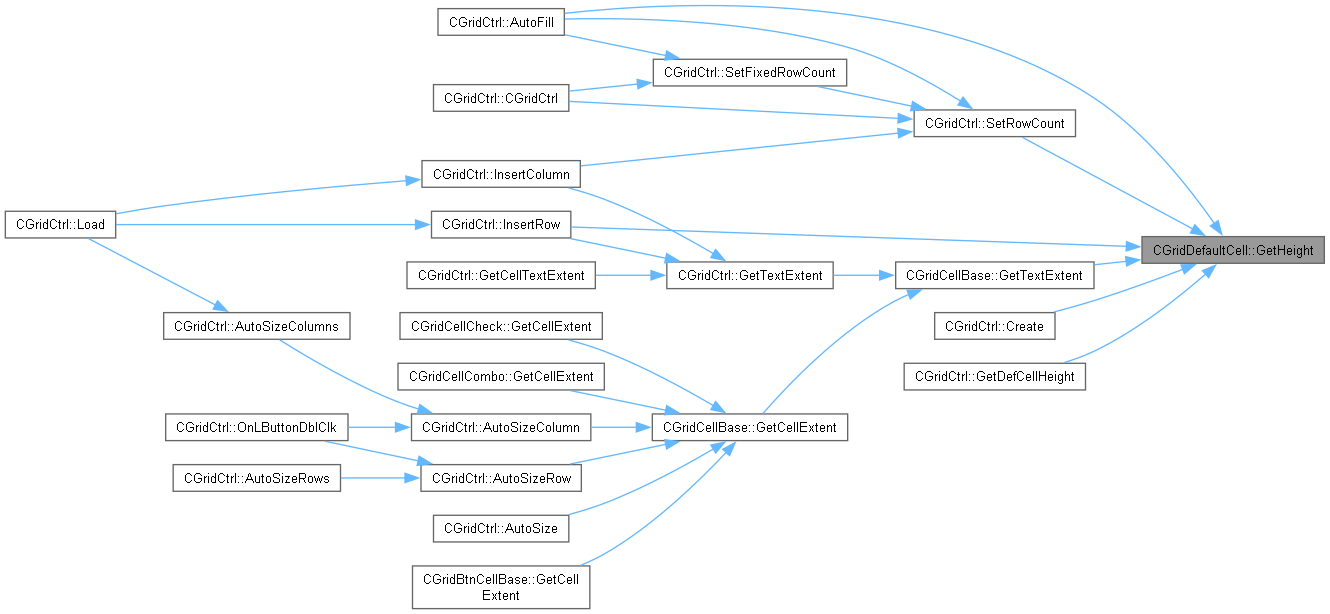 CGridCtrl::AutoFill
CGridCtrl::SetFixedRowCount
CGridCtrl::CGridCtrl
CGridCtrl::SetRowCount
CGridCtrl::InsertColumn
CGridCtrl::Load
CGridCtrl::InsertRow
CGridDefaultCell::GetHeight
CGridCtrl::GetCellTextExtent
CGridCtrl::GetTextExtent
CGridCellBase::GetTextExtent
CGridCtrl::AutoSizeColumns
CGridCellCheck::GetCellExtent
CGridCtrl::Create
CGridCellCombo::GetCellExtent
CGridCtrl::GetDefCellHeight
CGridCtrl::OnLButtonDblClk
CGridCtrl::AutoSizeColumn
CGridCellBase::GetCellExtent
CGridCtrl::AutoSizeRows
CGridCtrl::AutoSizeRow
CGridCtrl::AutoSize
CGridBtnCellBase::GetCell
Extent